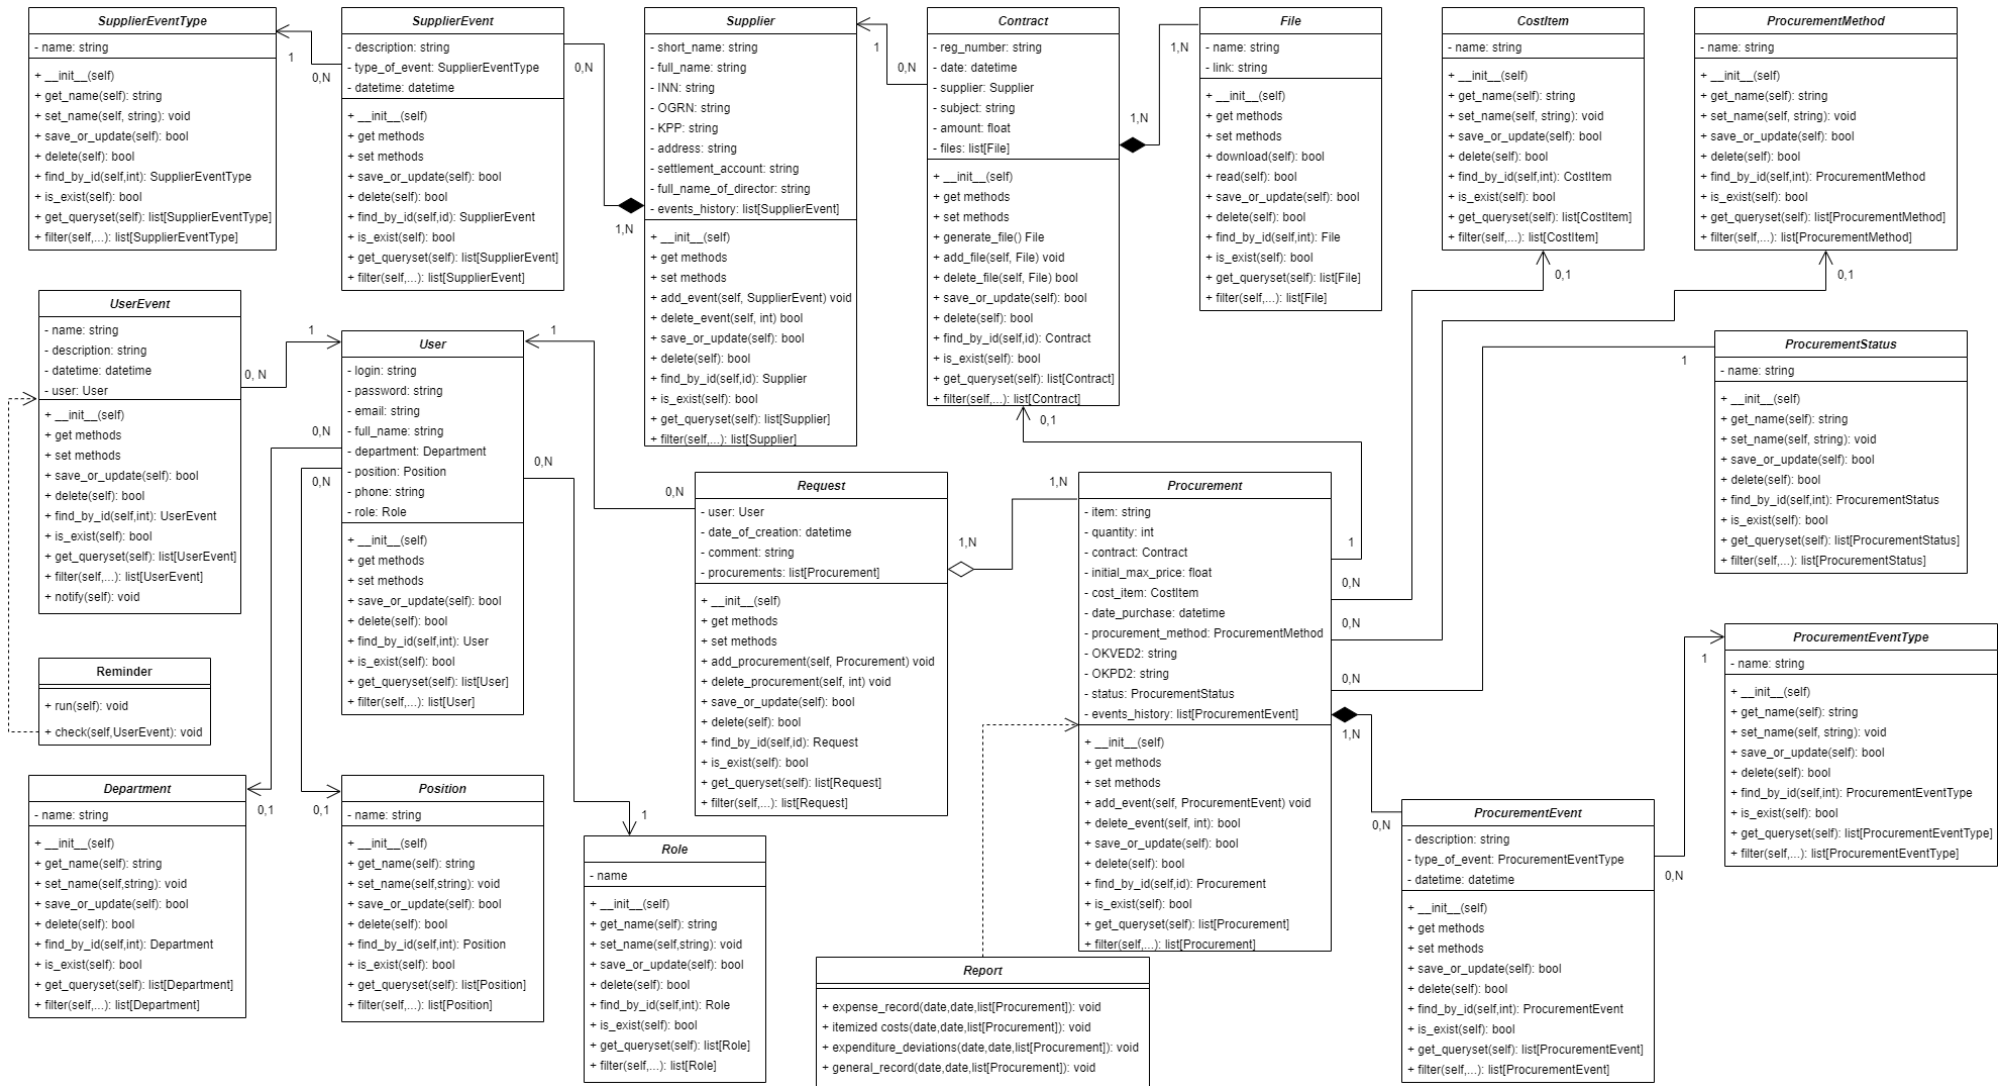 SupplierEventType
- name: string
+ __init__(self)
+ get_name(self): string
+ set_name(self, string): void
+ save_or_update(self): bool
+ delete(self): bool
+ find_by_id(self,int): SupplierEventType
+ is_exist(self): bool
+ get_queryset(self): list[SupplierEventType]
+ filter(self,...): list[SupplierEventType]
1
0,N
SupplierEvent
- description: string
- type_of_event: SupplierEventType
- datetime: datetime
+ __init__(self)
+ get methods
+ set methods
+ save_or_update(self): bool
+ delete(self): bool
+ find_by_id(self,id): SupplierEvent
+ is_exist(self): bool
+ get_queryset(self): list[SupplierEvent]
+ filter(self,...): list[SupplierEvent]
0,N
1,N
Supplier
- short_name: string
- full_name: string
- INN: string
- OGRN: string
- KPP: string
- address: string
- settlement_account: string
- full_name_of_director: string
- events_history: list[SupplierEvent]
+ __init__(self)
+ get methods
+ set methods
+ add_event(self, SupplierEvent) void
+ delete_event(self, int) bool
+ save_or_update(self): bool
+ delete(self): bool
+ find_by_id(self,id): Supplier
+ is_exist(self): bool
+ get_queryset(self): list[Supplier]
+ filter(self,...): list[Supplier]
1
0,N
Contract
- reg_number: string
- date: datetime
- supplier: Supplier
- subject: string
- amount: float
- files: list[File]
+ __init__(self)
+ get methods
+ set methods
+ generate_file() File
+ add_file(self, File) void
+ delete_file(self, File) bool
+ save_or_update(self): bool
+ delete(self): bool
+ find_by_id(self,id): Contract
+ is_exist(self): bool
+ get_queryset(self): list[Contract]
+ filter(self,...): list[Contract]
1,N
1,N
0,1
File
- name: string
- link: string
+ __init__(self)
+ get methods
+ set methods
+ download(self): bool
+ read(self): bool
+ save_or_update(self): bool
+ delete(self): bool
+ find_by_id(self,int): File
+ is_exist(self): bool
+ get_queryset(self): list[File]
+ filter(self,...): list[File]
CostItem
- name: string
+ __init__(self)
+ get_name(self): string
+ set_name(self, string): void
+ save_or_update(self): bool
+ delete(self): bool
+ find_by_id(self,int): CostItem
+ is_exist(self): bool
+ get_queryset(self): list[CostItem]
+ filter(self,...): list[CostItem]
0,1
ProcurementMethod
- name: string
+ __init__(self)
+ get_name(self): string
+ set_name(self, string): void
+ save_or_update(self): bool
+ delete(self): bool
+ find_by_id(self,int): ProcurementMethod
+ is_exist(self): bool
+ get_queryset(self): list[ProcurementMethod]
+ filter(self,...): list[ProcurementMethod]
0,1
UserEvent
- name: string
- description: string
- datetime: datetime
- user: User
+ __init__(self)
+ get methods
+ set methods
+ save_or_update(self): bool
+ delete(self): bool
+ find_by_id(self,int): UserEvent
+ is_exist(self): bool
+ get_queryset(self): list[UserEvent]
+ filter(self,...): list[UserEvent]
+ notify(self): void
1
0, N
User
- login: string
- password: string
- email: string
- full_name: string
- department: Department
- position: Position
- phone: string
- role: Role
+ __init__(self)
+ get methods
+ set methods
+ save_or_update(self): bool
+ delete(self): bool
+ find_by_id(self,int): User
+ is_exist(self): bool
+ get_queryset(self): list[User]
+ filter(self,...): list[User]
1
0,N
0,N
0,N
0,N
Request
- user: User
- date_of_creation: datetime
- comment: string
- procurements: list[Procurement]
+ __init__(self)
+ get methods
+ set methods
+ add_procurement(self, Procurement) void
+ delete_procurement(self, int) void
+ save_or_update(self): bool
+ delete(self): bool
+ find_by_id(self,id): Request
+ is_exist(self): bool
+ get_queryset(self): list[Request]
+ filter(self,...): list[Request]
1,N
1,N
Procurement
- item: string
- quantity: int
- contract: Contract
- initial_max_price: float
- cost_item: CostItem
- date_purchase: datetime
- procurement_method: ProcurementMethod
- OKVED2: string
- OKPD2: string
- status: ProcurementStatus
- events_history: list[ProcurementEvent]
+ __init__(self)
+ get methods
+ set methods
+ add_event(self, ProcurementEvent) void
+ delete_event(self, int): bool
+ save_or_update(self): bool
+ delete(self): bool
+ find_by_id(self,id): Procurement
+ is_exist(self): bool
+ get_queryset(self): list[Procurement]
+ filter(self,...): list[Procurement]
1
0,N
0,N
0,N
1,N
0,N
ProcurementStatus
- name: string
+ __init__(self)
+ get_name(self): string
+ set_name(self, string): void
+ save_or_update(self): bool
+ delete(self): bool
+ find_by_id(self,int): ProcurementStatus
+ is_exist(self): bool
+ get_queryset(self): list[ProcurementStatus]
+ filter(self,...): list[ProcurementStatus]
1
ProcurementEventType
- name: string
+ __init__(self)
+ get_name(self): string
+ set_name(self, string): void
+ save_or_update(self): bool
+ delete(self): bool
+ find_by_id(self,int): ProcurementEventType
+ is_exist(self): bool
+ get_queryset(self): list[ProcurementEventType]
+ filter(self,...): list[ProcurementEventType]
1
0,N
Reminder
+ run(self): void
+ check(self,UserEvent): void
Department
- name: string
+ __init__(self)
+ get_name(self): string
+ set_name(self,string): void
+ save_or_update(self): bool
+ delete(self): bool
+ find_by_id(self,int): Department
+ is_exist(self): bool
+ get_queryset(self): list[Department]
+ filter(self,...): list[Department]
0,1
0,1
Position
- name: string
+ __init__(self)
+ get_name(self): string
+ set_name(self,string): void
+ save_or_update(self): bool
+ delete(self): bool
+ find_by_id(self,int): Position
+ is_exist(self): bool
+ get_queryset(self): list[Position]
+ filter(self,...): list[Position]
1
Role
- name
+ __init__(self)
+ get_name(self): string
+ set_name(self,string): void
+ save_or_update(self): bool
+ delete(self): bool
+ find_by_id(self,int): Role
+ is_exist(self): bool
+ get_queryset(self): list[Role]
+ filter(self,...): list[Role]
Report
+ expense_record(date,date,list[Procurement]): void
+ itemized costs(date,date,list[Procurement]): void
+ expenditure_deviations(date,date,list[Procurement]): void
+ general_record(date,date,list[Procurement]): void
ProcurementEvent
- description: string
- type_of_event: ProcurementEventType
- datetime: datetime
+ __init__(self)
+ get methods
+ set methods
+ save_or_update(self): bool
+ delete(self): bool
+ find_by_id(self,int): ProcurementEvent
+ is_exist(self): bool
+ get_queryset(self): list[ProcurementEvent]
+ filter(self,...): list[ProcurementEvent]